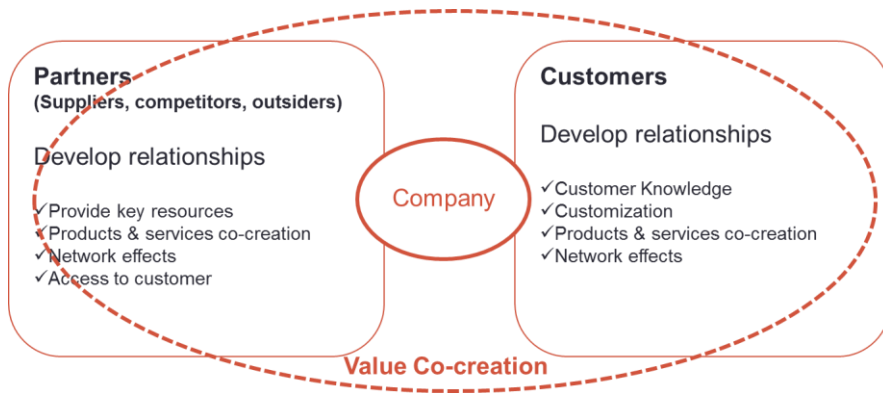 Partners
(Suppliers, competitors, outsiders)
Develop relationships
✓Provide key resources
✓Products & services co-creation
✓Network effects
✓Access to customer
Company
Customers
Develop relationships
✓Customer Knowledge
✓Customization
✓Products & services co-creation
✓Network effects
Value Co-creation